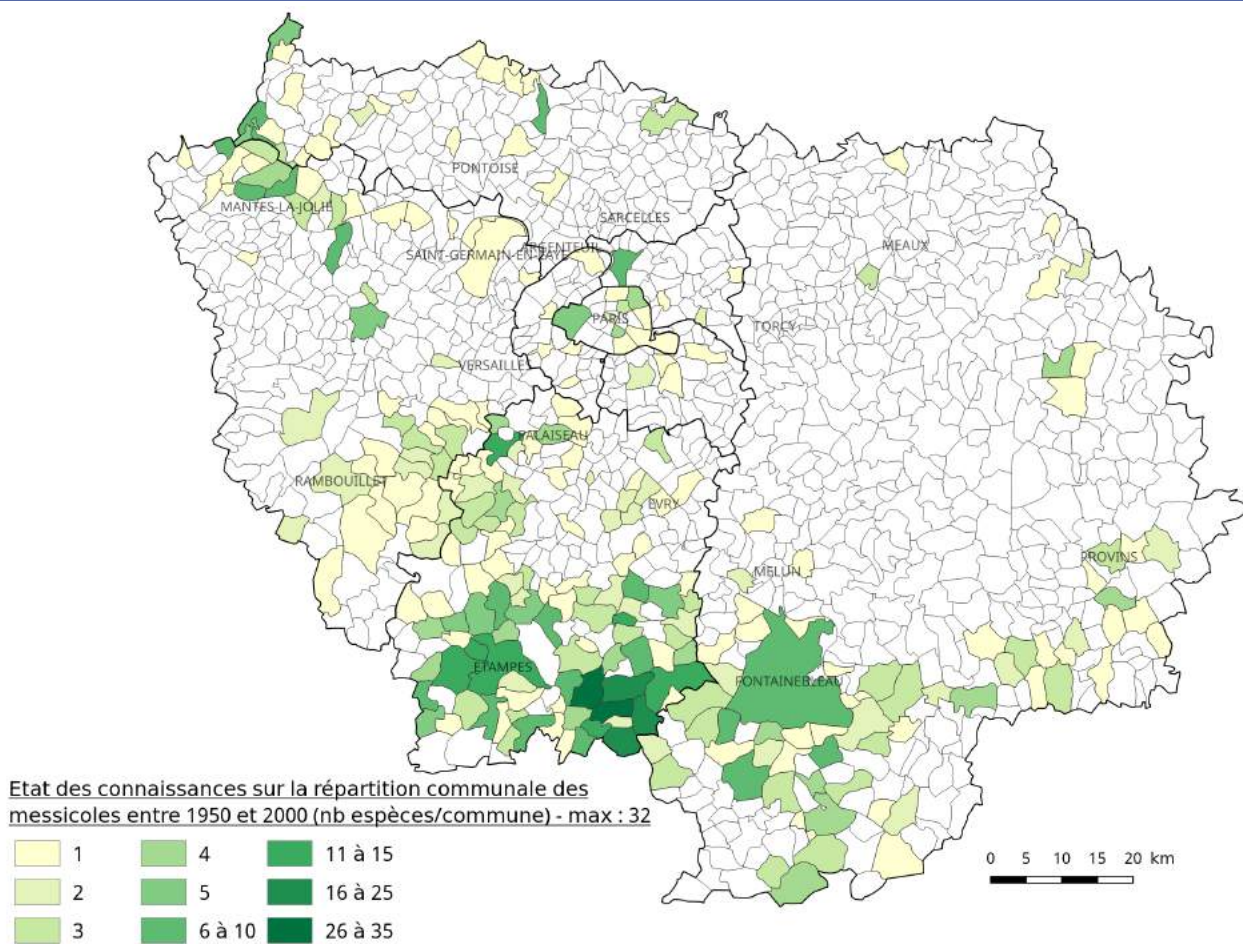 PONTOISE
MANTES-LA-JOLIE
SARCELLES
ARGENTEUIL
SAINT-GERMAIN-EN-LAYE
MEAUX
PARIS
TORCY
VERSAILLES
PALAISEAU
RAMBOUILLET
EVRY
PROVINS
MELUN
ETAMPES
FONTAINEBLEAU
Etat des connaissances sur la répartition communale des
messicoles entre 1950 et 2000 (nb espèces/commune) - max : 32
1
4
11 à 15
2
5
16 à 25
3
6 à 10
26 à 35
0 5 10 15 20 km